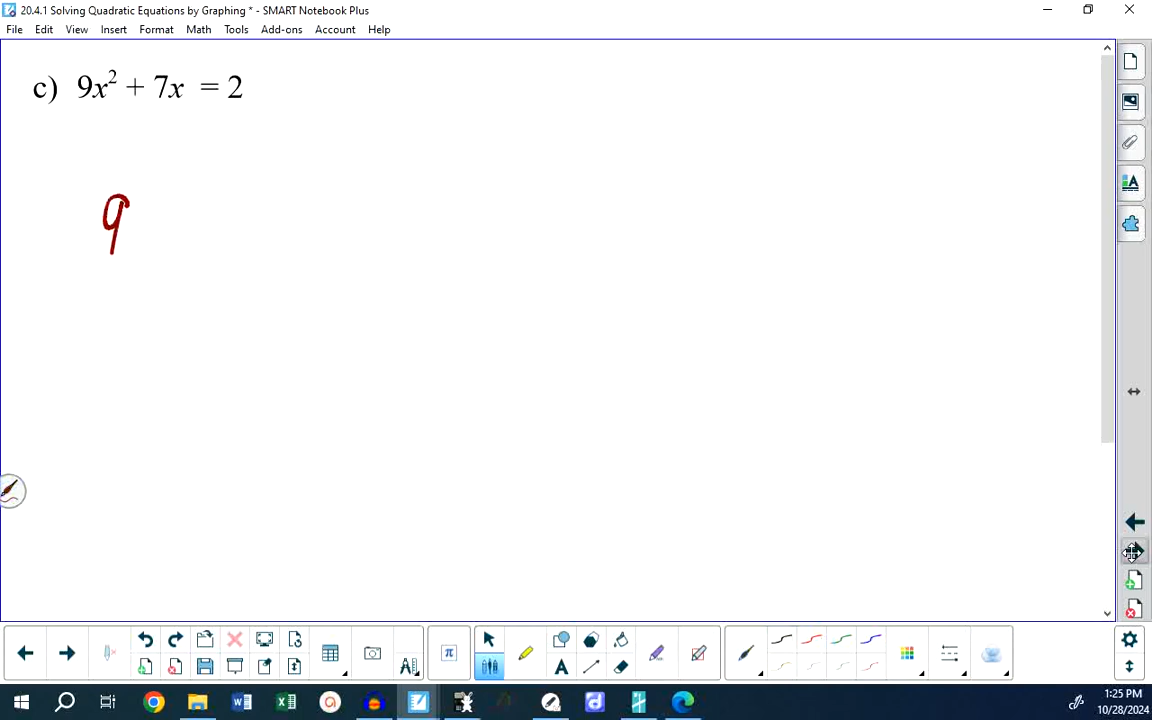 20.4.1 Solving Quadratic Equations by Graphing * - SMART Notebook Plus
File Edit View Insert Format Math Tools Add-ons Account Help
c) 9x² + 7x = 2
9
1:25 PM
10/28/2024